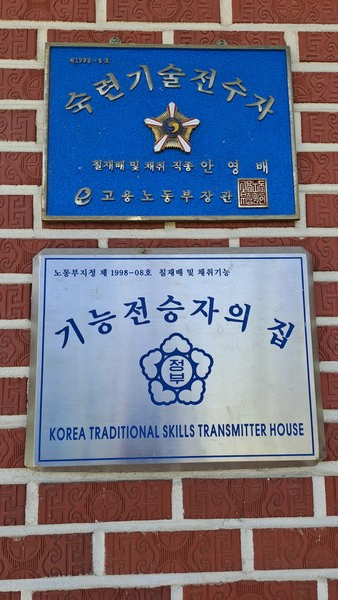 제1998-8호
숙련기술전수자
칠재배 및 채취 직종 안영배
고용노동부장관
노동부지정 제 1998-08호 칠재배 및 채취기능
기능전승자의 집
정부
KOREA TRADITIONAL SKILLS TRANSMITTER HOUSE